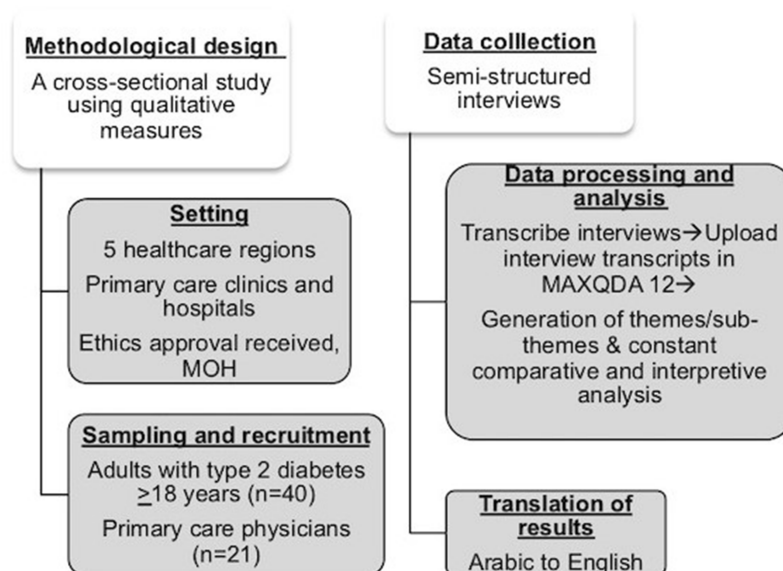 Methodological design
A cross-sectional study
using qualitative
measures
Setting
5 healthcare regions
Primary care clinics and
hospitals
Ethics approval received,
MOH
Sampling and recruitment
Adults with type 2 diabetes
≥18 years (n=40)
Primary care physicians
(n=21)
Data colllection
Semi-structured
interviews
Data processing and
analysis
Transcribe interviews→Upload
interview transcripts in
MAXQDA 12→
Generation of themes/sub-
themes & constant
comparative and interpretive
analysis
Translation of
results
Arabic to English